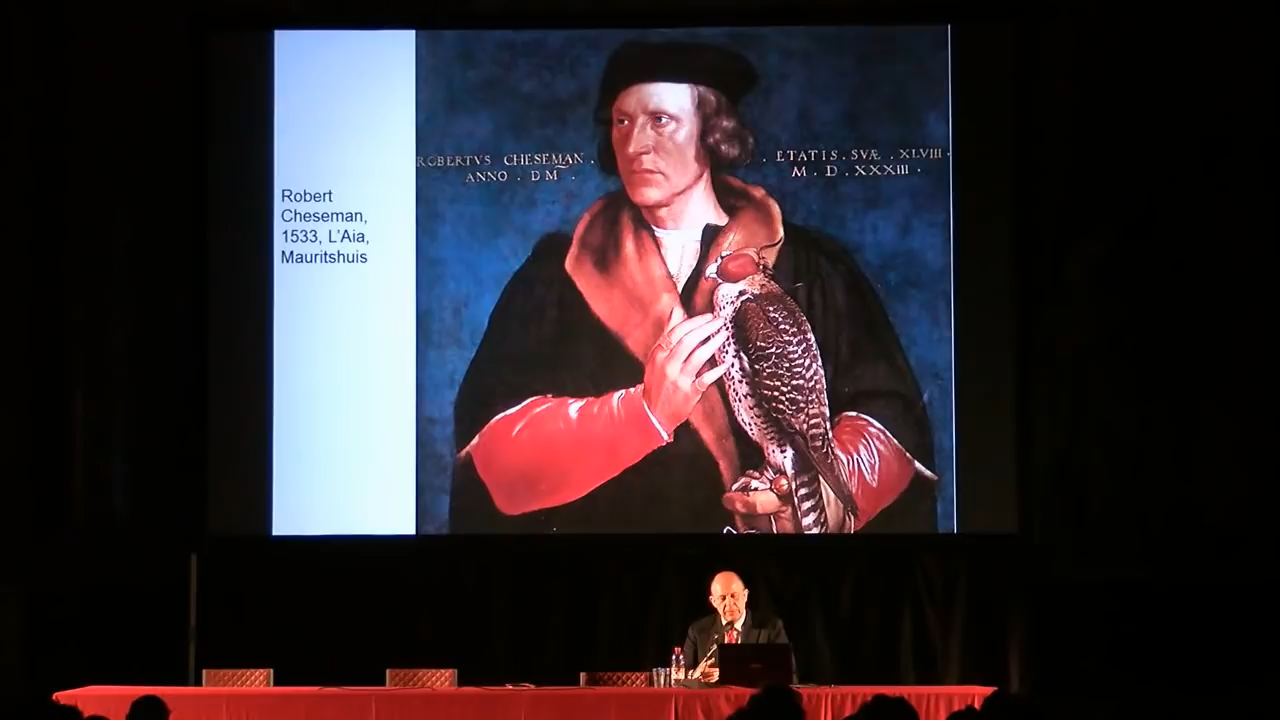 Robert
Cheseman,
1533, L'Aia,
Mauritshuis
ROBERTVS CHESEMAN .
ANNO . DM .
. ETATIS . SVÆ . XLVIII .
M . D . XXXIII .